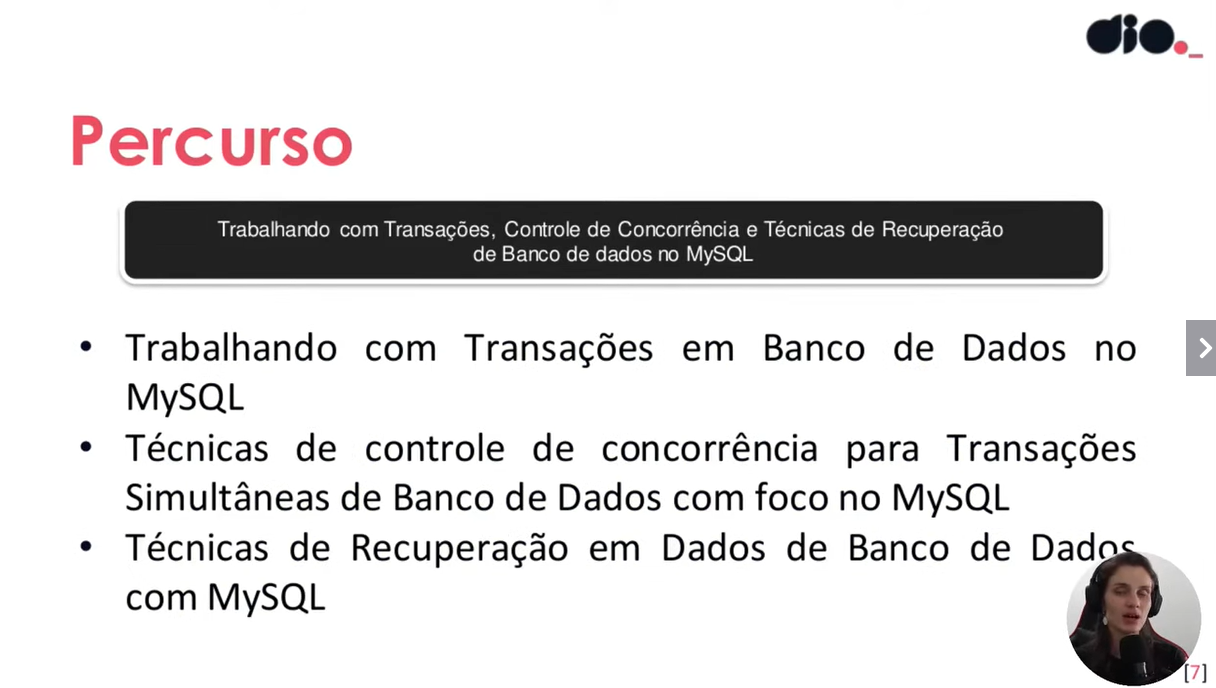 dio._
Percurso
Trabalhando com Transações, Controle de Concorrência e Técnicas de Recuperação
de Banco de dados no MySQL
• Trabalhando com Transações em Banco de Dados no
MySQL
• Técnicas de controle de concorrência para Transações
Simultâneas de Banco de Dados com foco no MySQL
• Técnicas de Recuperação em Dados de Banco de Dados
com MySQL
[7]